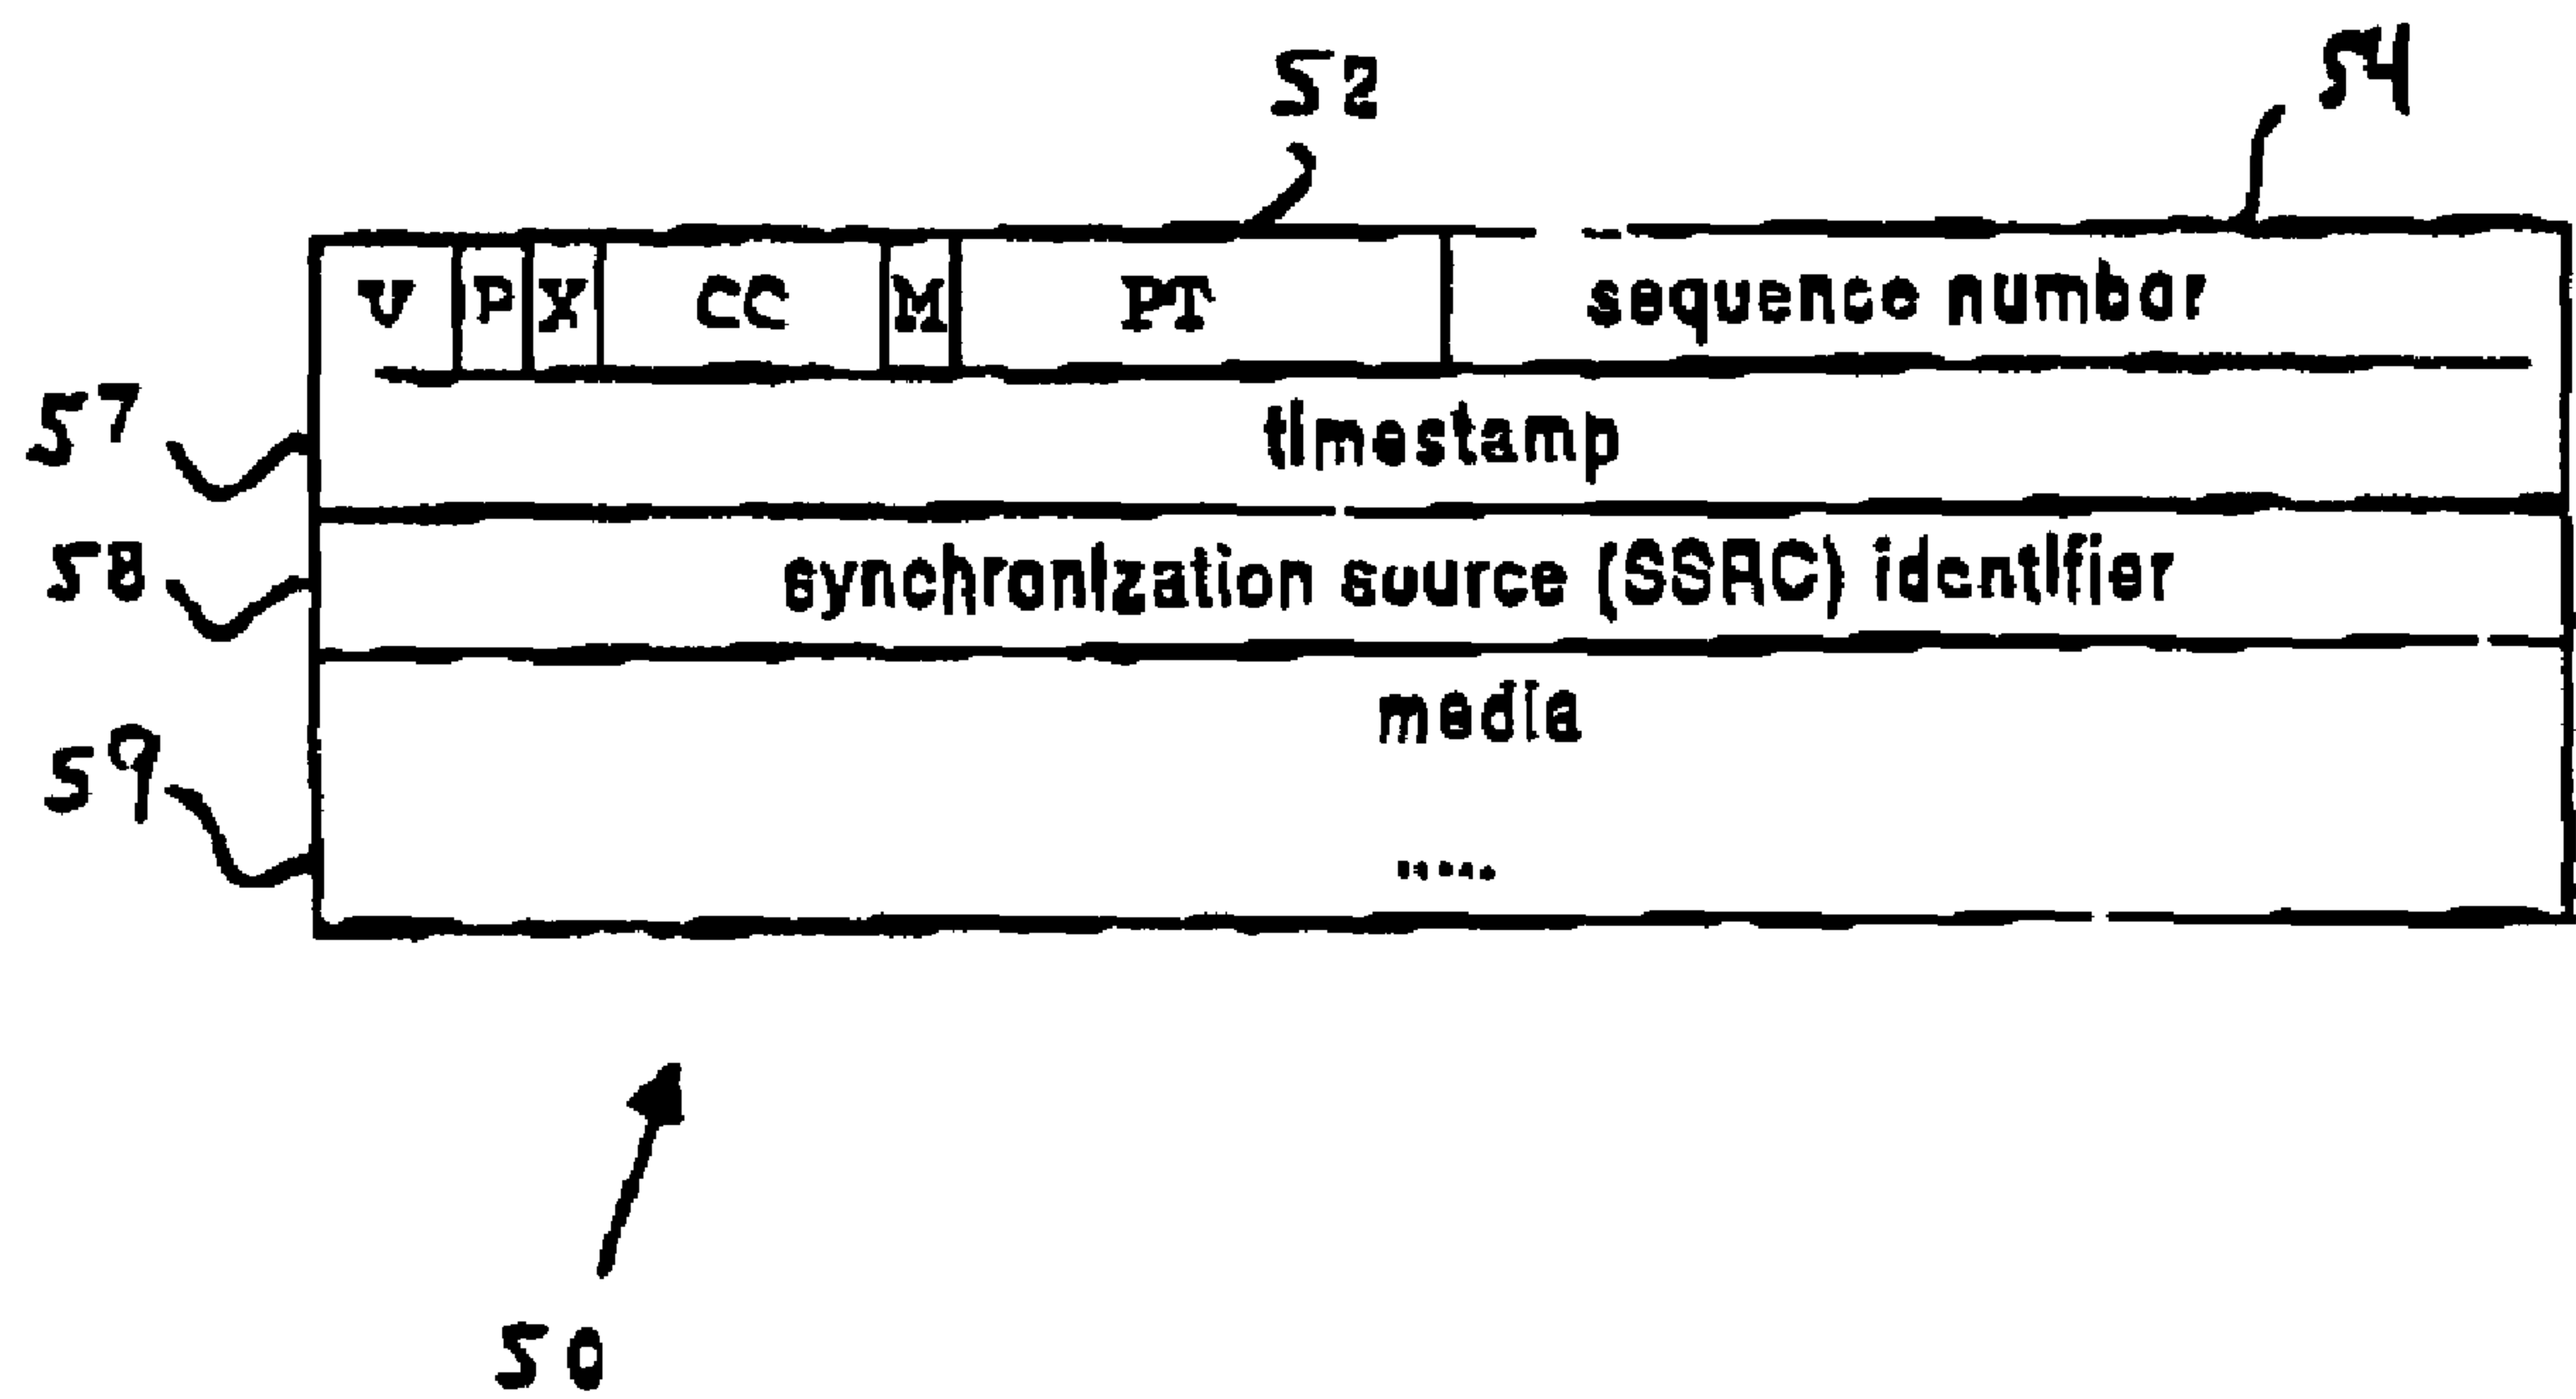 52
54
V P X CC M PT sequence number
57
timestamp
58
synchronization source (SSRC) identifier
media
59
.....
50